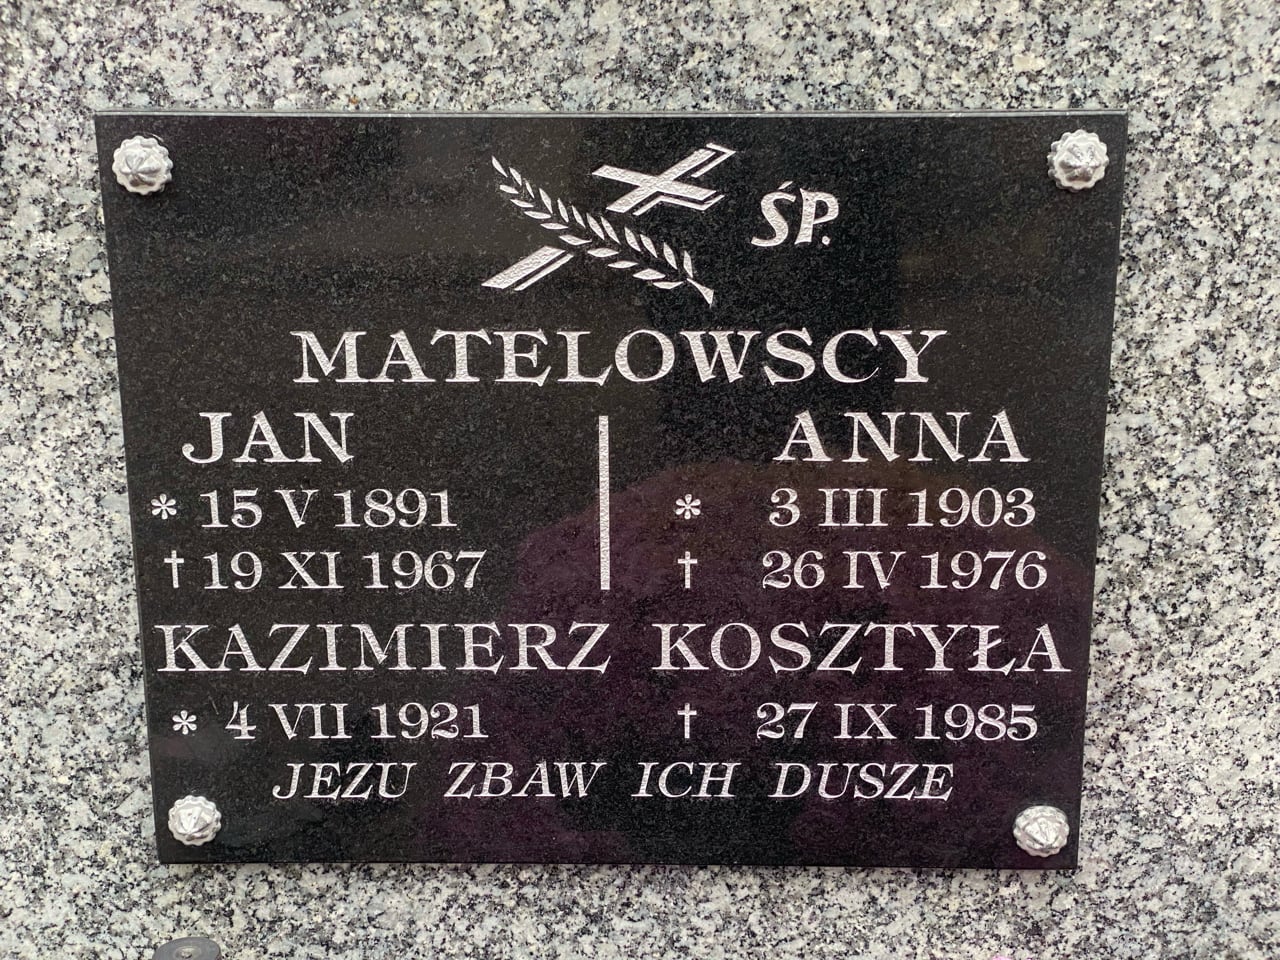 ŚP.
MATELOWSCY
JAN ANNA
* 15 V 1891 * 3 III 1903
† 19 XI 1967 † 26 IV 1976
KAZIMIERZ KOSZTYŁA
* 4 VII 1921 † 27 IX 1985
JEZU ZBAW ICH DUSZE